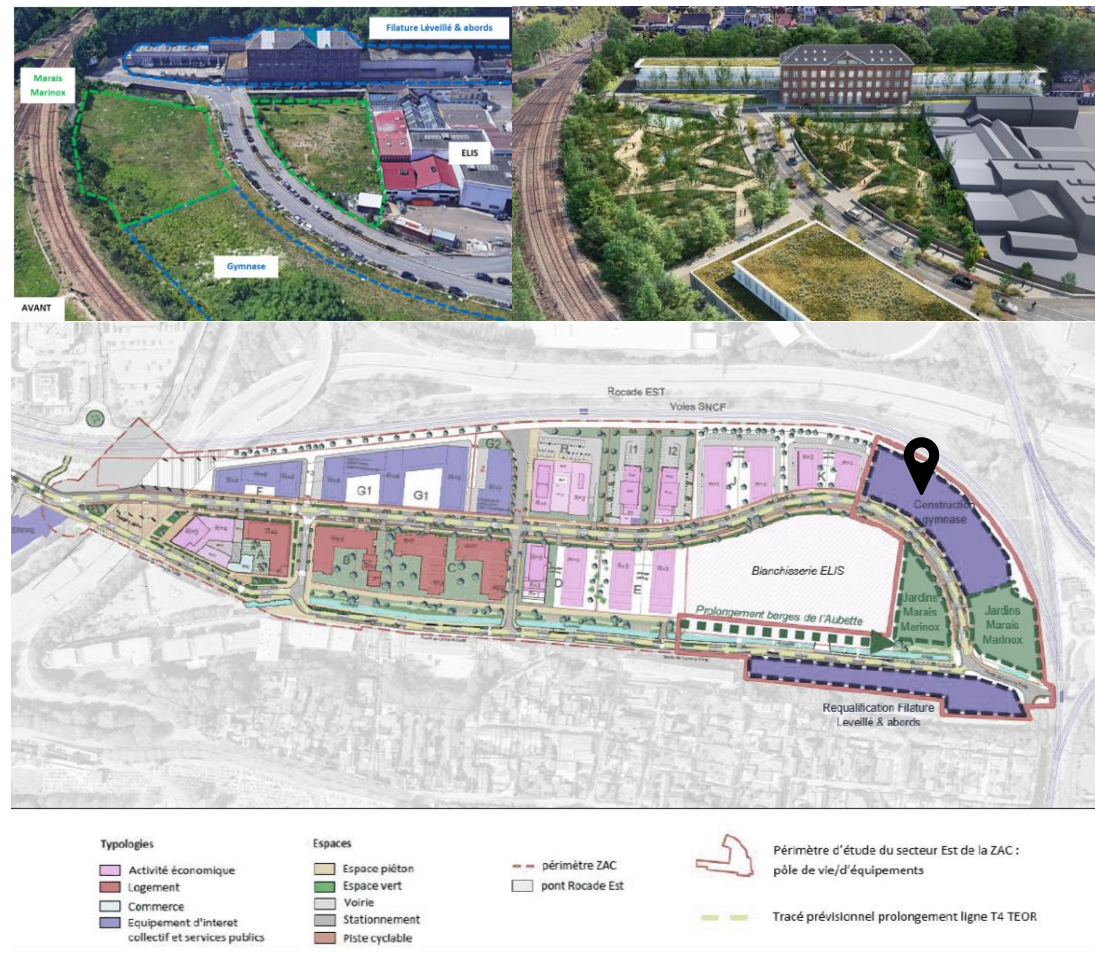 Filature Léveillé & abords
Marais
Marinox
ELIS
Gymnase
AVANT
Rocade EST
Voies SNCF
G2
H
I1
I2
J
K
F
G1
G1
Construction
gymnase
B
C
D
E
Blanchisserie ELIS
Jardins
Marais
Marinox
Jardins
Marais
Marinox
Prolongement berges de l'Aubette
Requalification Filature
Leveillé & abords
Typologies
Activité économique
Logement
Commerce
Equipement d'interet
collectif et services publics
Espaces
Espace piéton
Espace vert
Voirie
Stationnement
Piste cyclable
périmètre ZAC
pont Rocade Est
Périmètre d'étude du secteur Est de la ZAC :
pôle de vie/d'équipements
Tracé prévisionnel prolongement ligne T4 TEOR